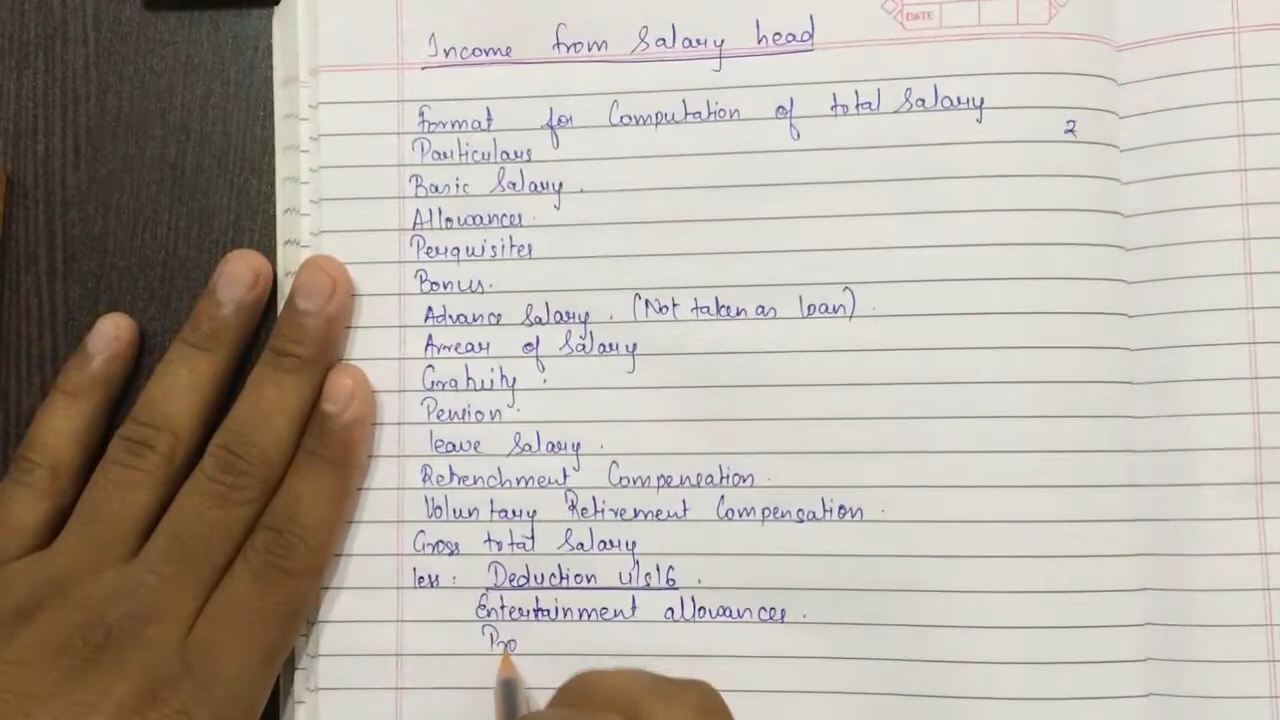 DATE
Income from Salary head
Format for Computation of total Salary
Particulars ₹
Basic Salary.
Allowances.
Perquisites
Bonus.
Advance Salary. (Not taken as loan).
Arrear of Salary
Gratuity.
Pension.
leave Salary.
Retrenchment Compensation.
Voluntary Retirement Compensation.
Gross total Salary
less: Deduction u/s 16.
Entertainment allowances.
Pro